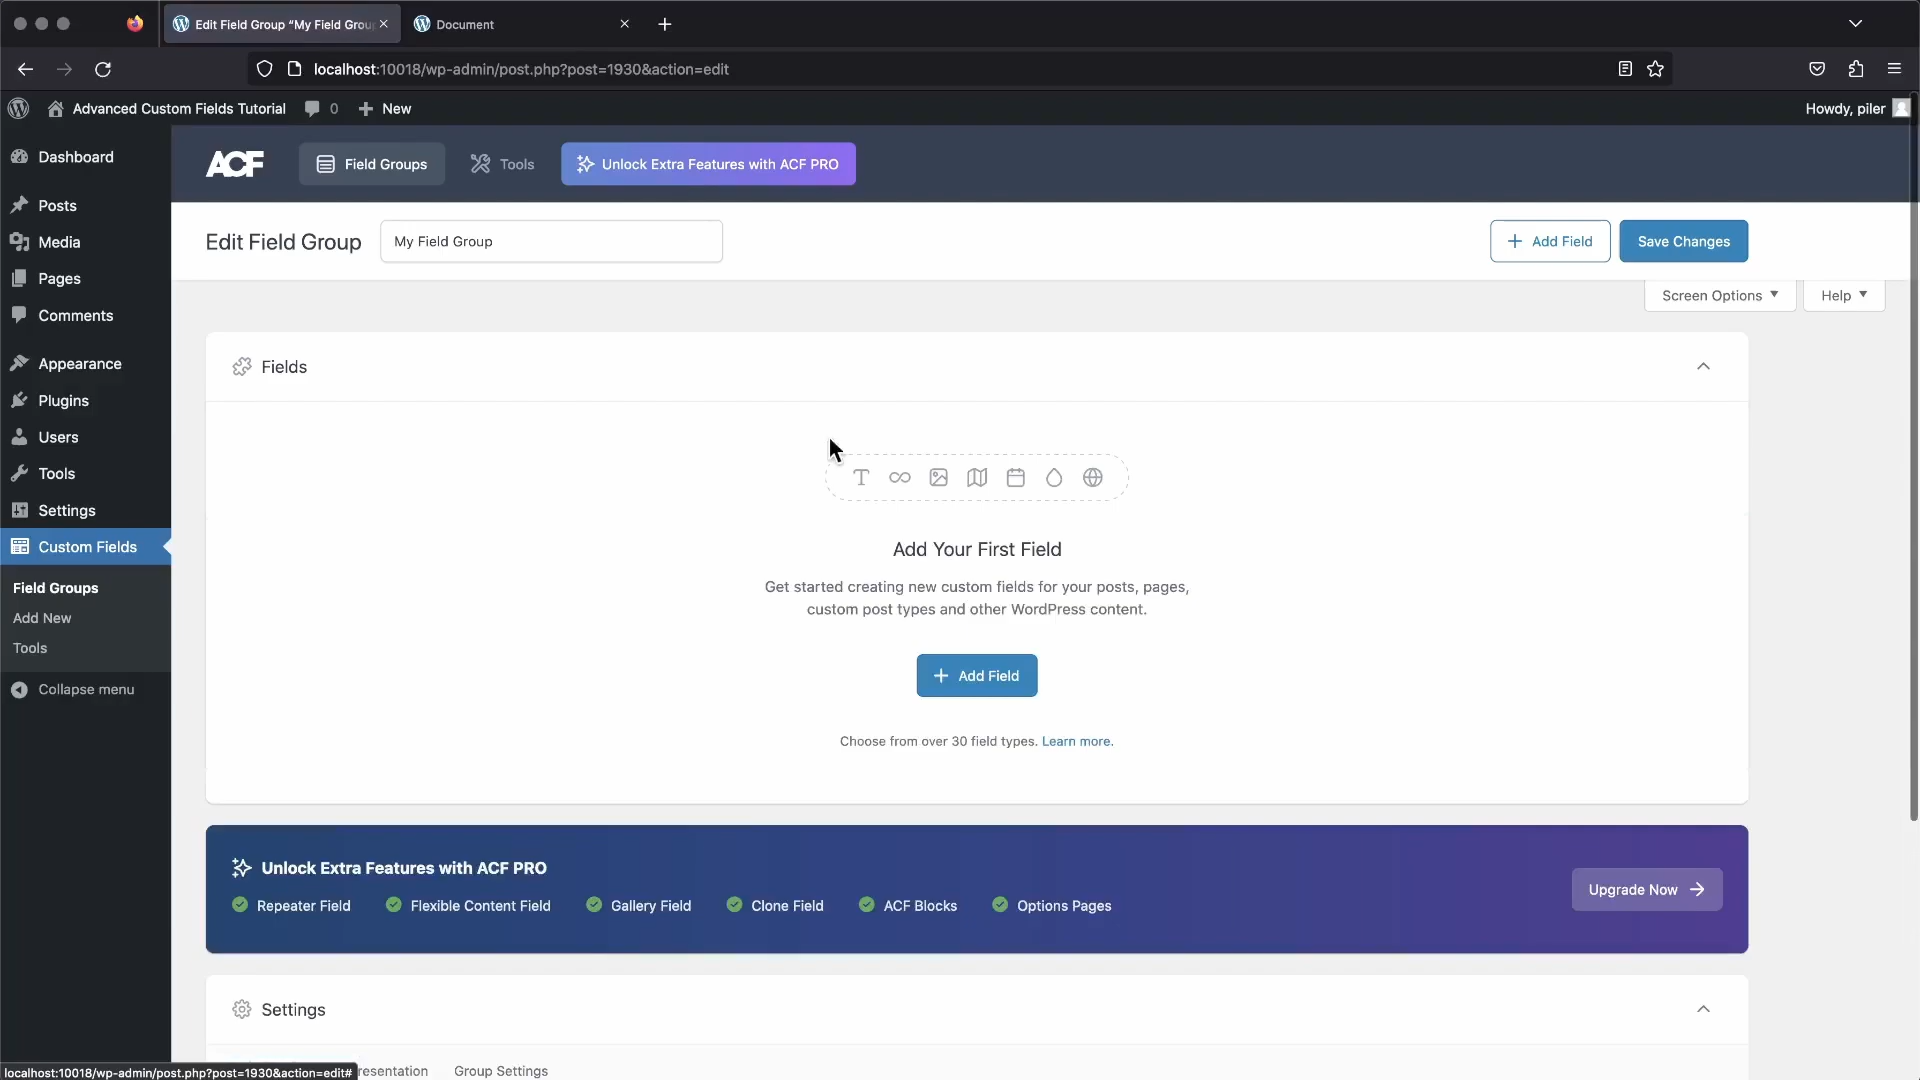 Edit Field Group “My Field Grou
Document
localhost:10018/wp-admin/post.php?post=1930&action=edit
Advanced Custom Fields Tutorial
0
New
Howdy, piler
Dashboard
Posts
Media
Pages
Comments
Appearance
Plugins
Users
Tools
Settings
Custom Fields
Field Groups
Add New
Tools
Collapse menu
ACF
Field Groups
Tools
Unlock Extra Features with ACF PRO
Edit Field Group
My Field Group
Add Field
Save Changes
Screen Options
Help
Fields
Add Your First Field
Get started creating new custom fields for your posts, pages,
custom post types and other WordPress content.
Add Field
Choose from over 30 field types. Learn more.
Unlock Extra Features with ACF PRO
Repeater Field
Flexible Content Field
Gallery Field
Clone Field
ACF Blocks
Options Pages
Upgrade Now
Settings
resentation
Group Settings
localhost:10018/wp-admin/post.php?post=1930&action=edit#